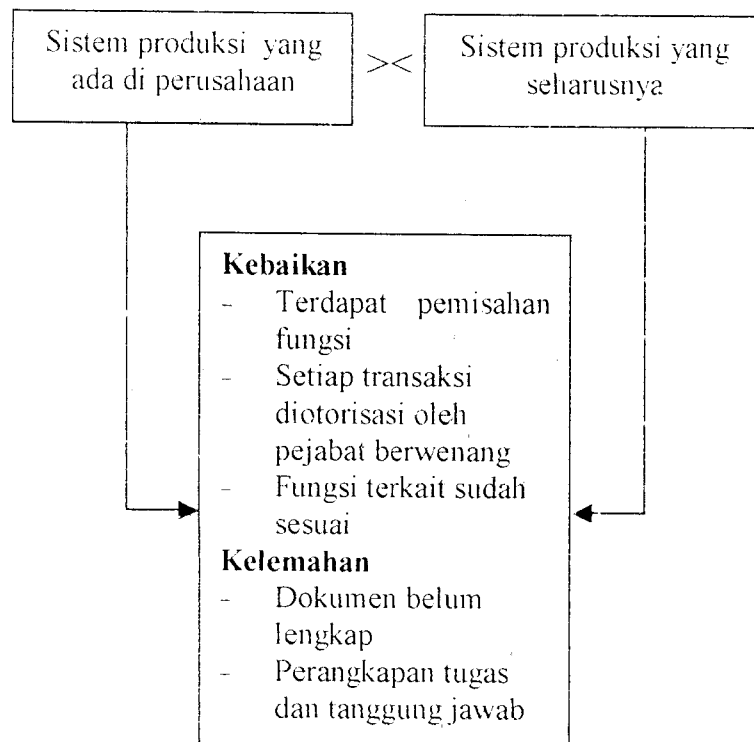 Sistem produksi yang
ada di perusahaan
><
Sistem produksi yang
seharusnya
Kebaikan
- Terdapat pemisahan
fungsi
- Setiap transaksi
diotorisasi oleh
pejabat berwenang
- Fungsi terkait sudah
sesuai
Kelemahan
- Dokumen belum
lengkap
- Perangkapan tugas
dan tanggung jawab